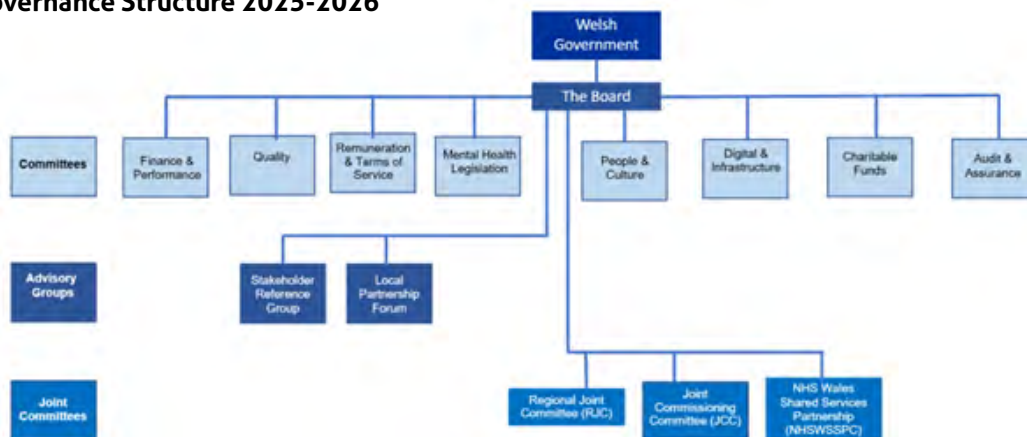 overnance Structure 2025-2026
Welsh
Government
The Board
Committees
Finance &
Performance
Quality
Remuneration
& Terms of
Service
Mental Health
Legislation
People &
Culture
Digital &
Infrastructure
Charitable
Funds
Audit &
Assurance
Advisory
Groups
Stakeholder
Reference
Group
Local
Partnership
Forum
Joint
Committees
Regional Joint
Committee (RJC)
Joint
Commissioning
Committee (JCC)
NHS Wales
Shared Services
Partnership
(NHSWSSPC)